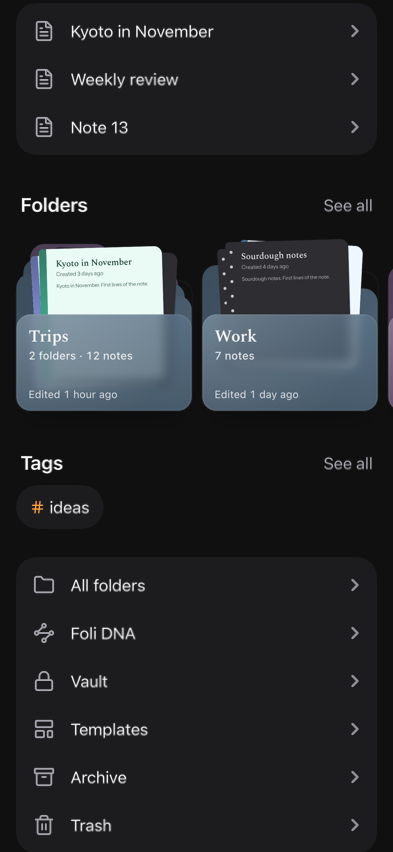 Kyoto in November
Weekly review
Note 13
Folders
See all
Kyoto in November
Created 3 days ago
Kyoto in November. First lines of the note.
Sourdough notes
Created 4 days ago
Sourdough notes. First lines of the note.
Trips
2 folders · 12 notes
Edited 1 hour ago
Work
7 notes
Edited 1 day ago
Tags
See all
# ideas
All folders
Foli DNA
Vault
Templates
Archive
Trash